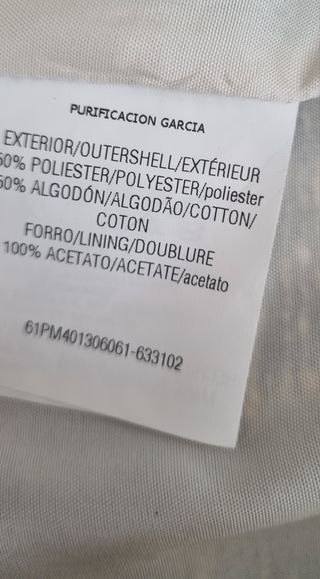 PURIFICACION GARCIA
EXTERIOR/OUTERSHELL/EXTÉRIEUR
50% POLIESTER/POLYESTER/poliester
50% ALGODÓN/ALGODÃO/COTTON/
COTON
FORRO/LINING/DOUBLURE
100% ACETATO/ACETATE/acetato
61PM401306061-633102